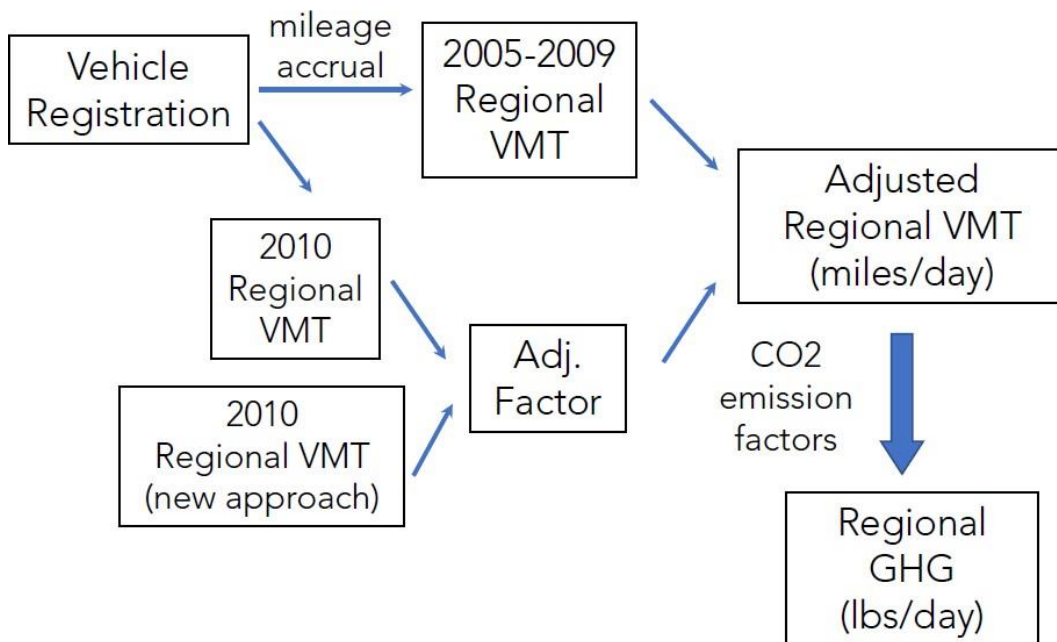 Vehicle
Registration
mileage
accrual
2005-2009
Regional
VMT
2010
Regional
VMT
2010
Regional VMT
(new approach)
Adj.
Factor
Adjusted
Regional VMT
(miles/day)
CO2
emission
factors
Regional
GHG
(lbs/day)